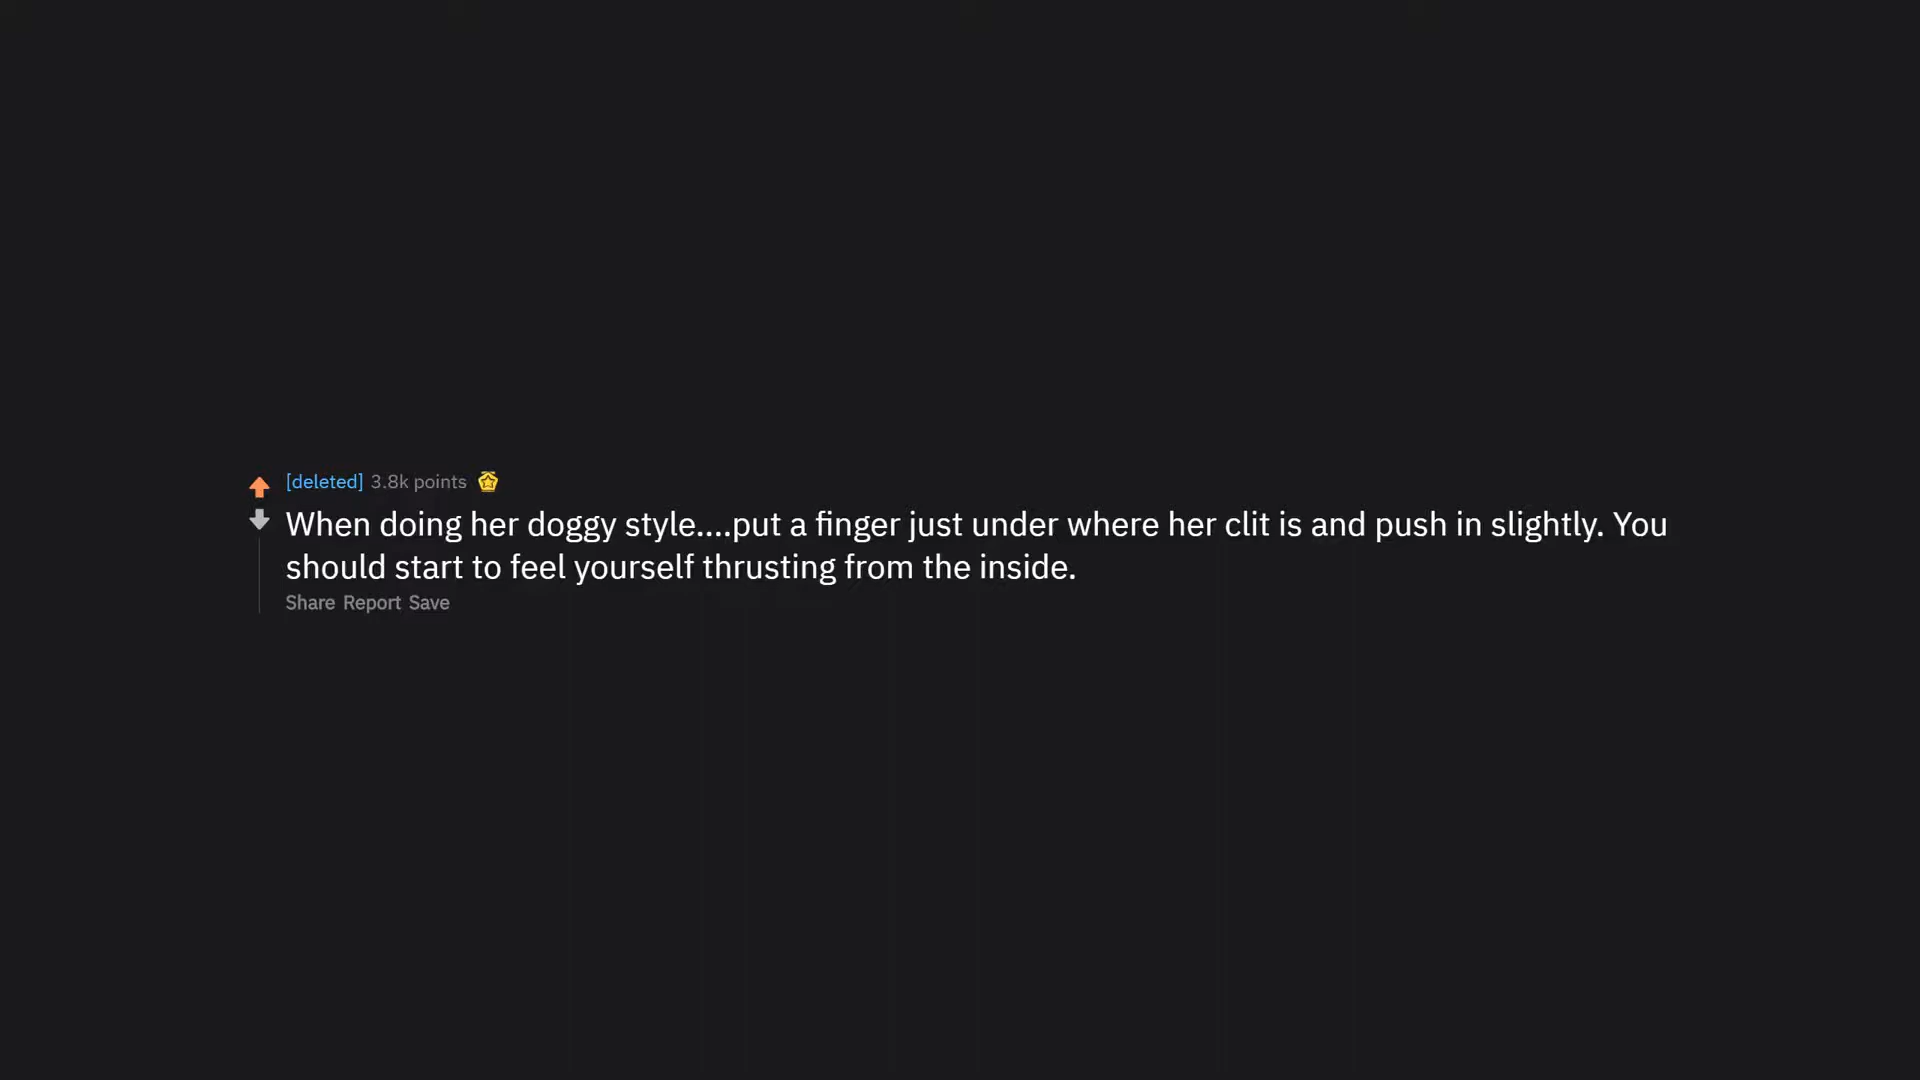 [deleted] 3.8k points
When doing her doggy style....put a finger just under where her clit is and push in slightly. You
should start to feel yourself thrusting from the inside.
Share Report Save